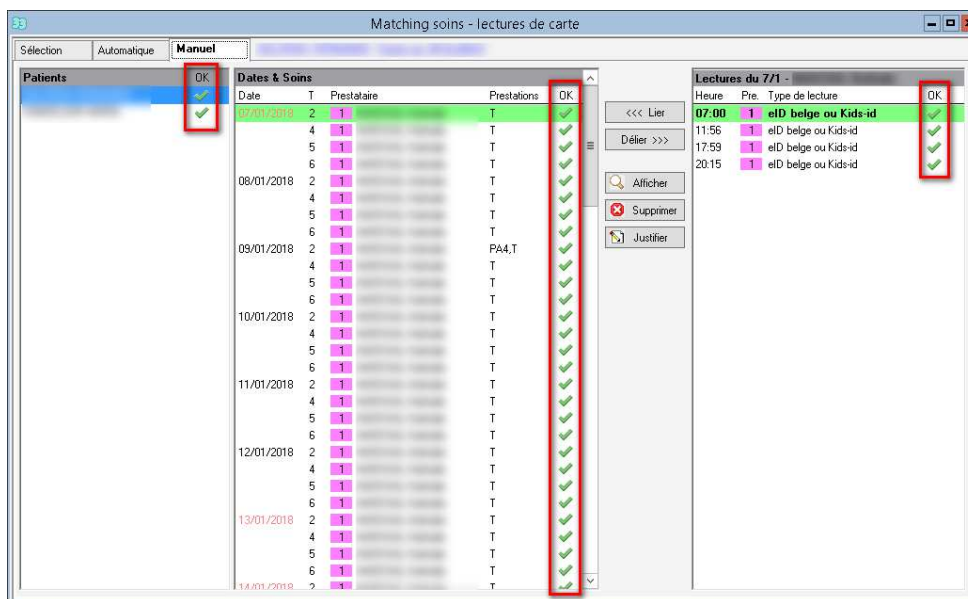 Matching soins - lectures de carte
Sélection Automatique Manuel
Patients OK
Dates & Soins
Date T Prestataire Prestations OK
07/01/2018 2 1 T
4 1 T
5 1 T
6 1 T
08/01/2018 2 1 T
4 1 T
5 1 T
6 1 T
09/01/2018 2 1 PA4,T
4 1 T
5 1 T
6 1 T
10/01/2018 2 1 T
4 1 T
5 1 T
6 1 T
11/01/2018 2 1 T
4 1 T
5 1 T
6 1 T
12/01/2018 2 1 T
4 1 T
5 1 T
6 1 T
13/01/2018 2 1 T
4 1 T
5 1 T
6 1 T
14/01/2018 2 1 T
<<< Lier
Délier >>>
Afficher
Supprimer
Justifier
Lectures du 7/1 -
Heure Pre. Type de lecture OK
07:00 1 eID belge ou Kids-id
11:56 1 eID belge ou Kids-id
17:59 1 eID belge ou Kids-id
20:15 1 eID belge ou Kids-id